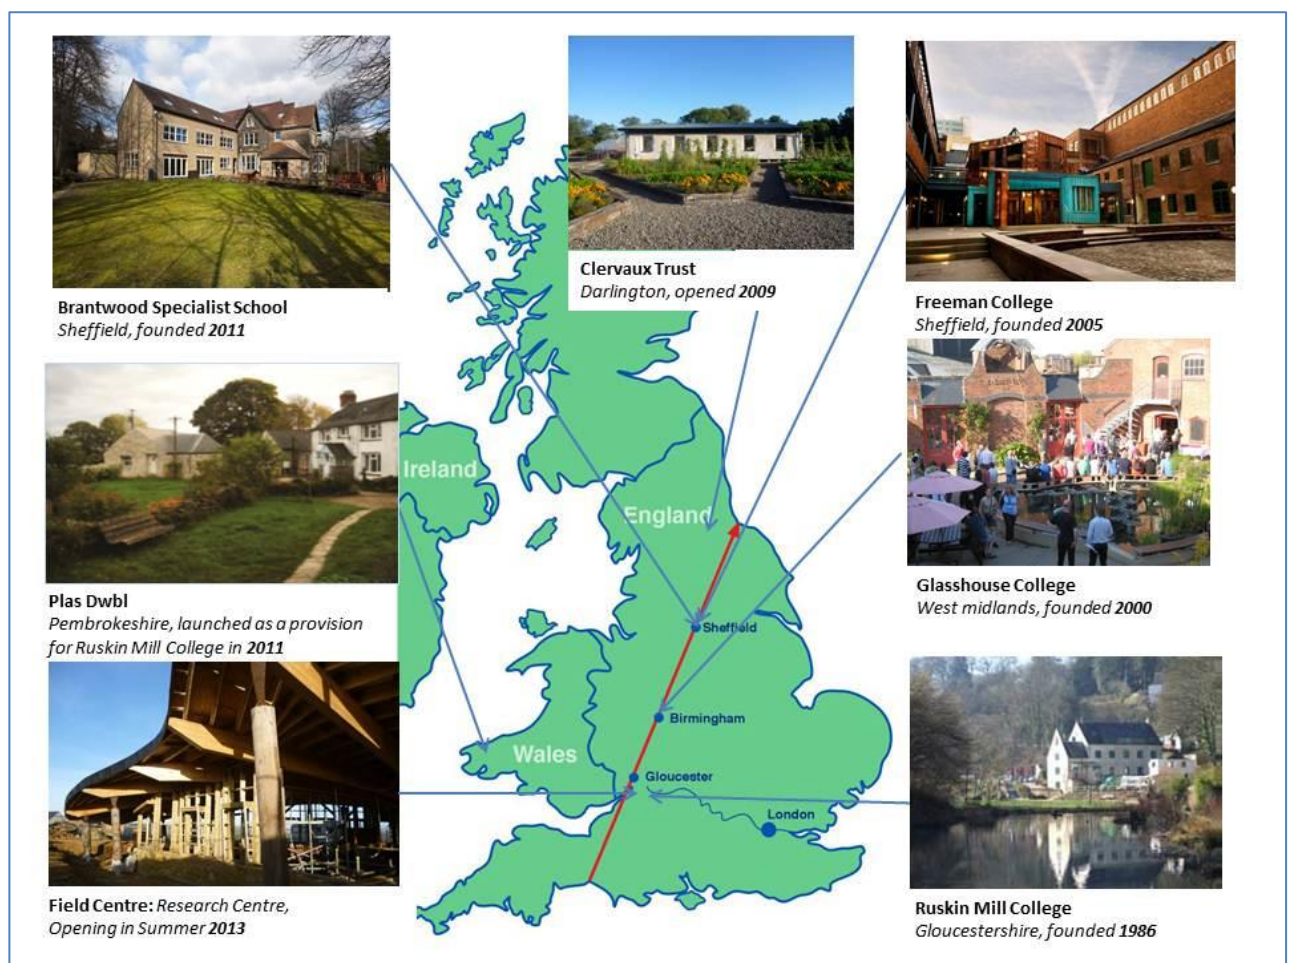 Brantwood Specialist School
Sheffield, founded 2011
Clervaux Trust
Darlington, opened 2009
Freeman College
Sheffield, founded 2005
Plas Dwbl
Pembrokeshire, launched as a provision
for Ruskin Mill College in 2011
Glasshouse College
West midlands, founded 2000
Field Centre: Research Centre,
Opening in Summer 2013
Ruskin Mill College
Gloucestershire, founded 1986
Ireland
England
Sheffield
Birmingham
Wales
Gloucester
London